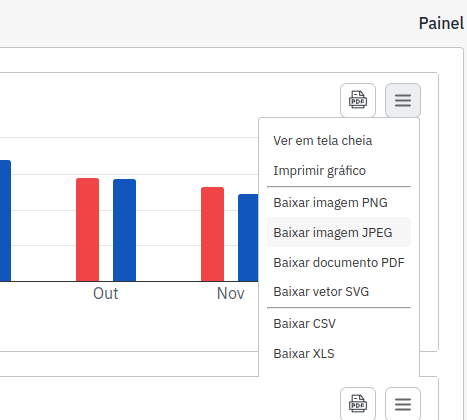 Painel
PDF
Ver em tela cheia
Imprimir gráfico
Baixar imagem PNG
Baixar imagem JPEG
Baixar documento PDF
Baixar vetor SVG
Baixar CSV
Baixar XLS
Out
Nov
PDF